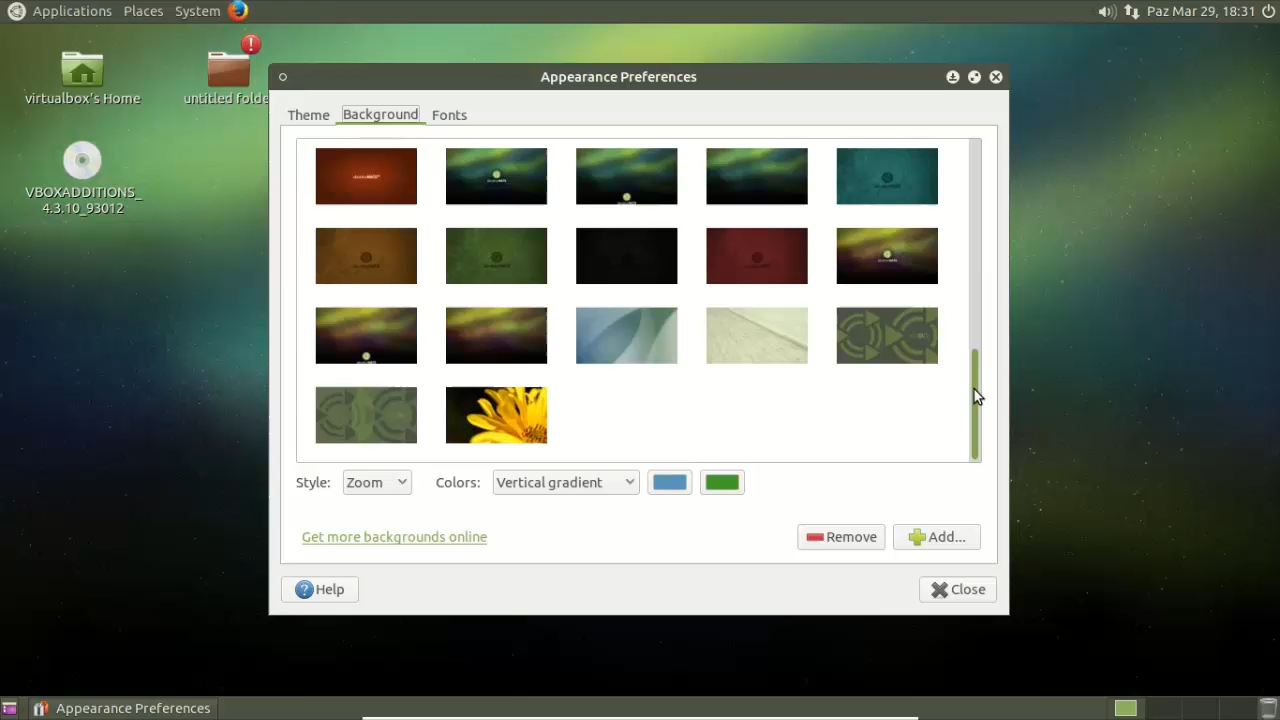 Applications Places System
Paz Mar 29, 18:31
virtualbox's Home
untitled folde
VBOXADDITIONS_
4.3.10_93012
Appearance Preferences
Theme Background Fonts
Style: Zoom Colors: Vertical gradient
Get more backgrounds online
Remove Add...
Help Close
Appearance Preferences